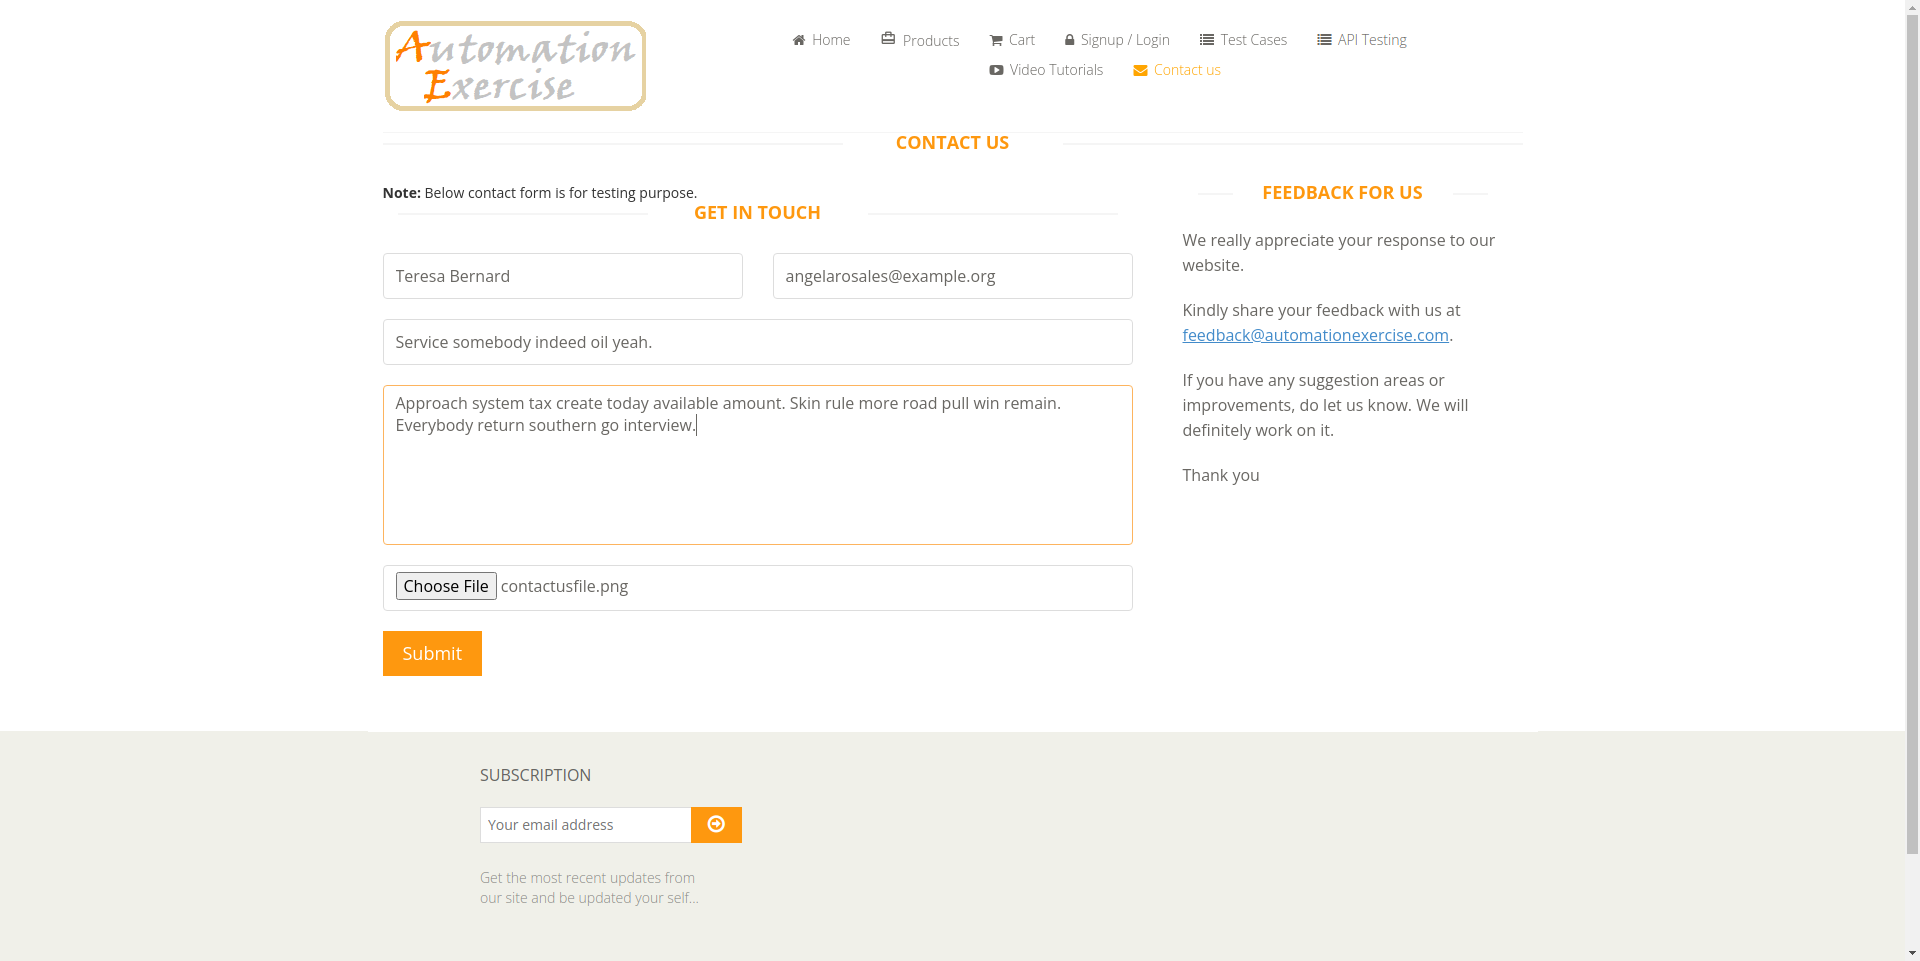 Automation
Exercise
Home
Products
Cart
Signup / Login
Test Cases
API Testing
Video Tutorials
Contact us
CONTACT US
Note: Below contact form is for testing purpose.
GET IN TOUCH
Teresa Bernard
angelarosales@example.org
Service somebody indeed oil yeah.
Approach system tax create today available amount. Skin rule more road pull win remain.
Everybody return southern go interview.
Choose File contactusfile.png
Submit
FEEDBACK FOR US
We really appreciate your response to our
website.
Kindly share your feedback with us at
feedback@automationexercise.com.
If you have any suggestion areas or
improvements, do let us know. We will
definitely work on it.
Thank you
SUBSCRIPTION
Your email address
Get the most recent updates from
our site and be updated your self...